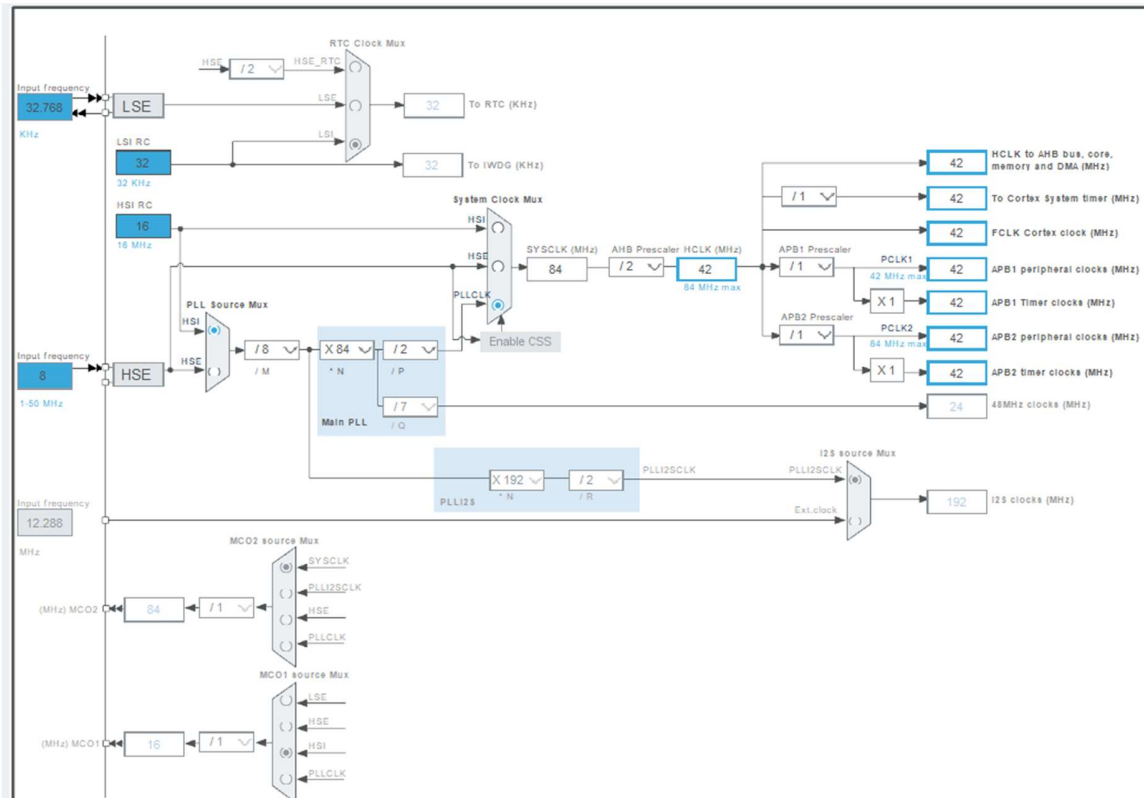 RTC Clock Mux
HSE
/ 2
HSE_RTC
Input frequency
32.768
KHz
LSE
LSE
32
To RTC (KHz)
LSI RC
32
32 KHz
LSI
32
To IWDG (KHz)
HSI RC
16
16 MHz
System Clock Mux
HSI
HSE
PLLCLK
Enable CSS
SYSCLK (MHz)
84
AHB Prescaler
/ 2
HCLK (MHz)
42
84 MHz max
42
HCLK to AHB bus, core,
memory and DMA (MHz)
/ 1
42
To Cortex System timer (MHz)
42
FCLK Cortex clock (MHz)
APB1 Prescaler
/ 1
PCLK1
42 MHz max
42
APB1 peripheral clocks (MHz)
X 1
42
APB1 Timer clocks (MHz)
APB2 Prescaler
/ 1
PCLK2
84 MHz max
42
APB2 peripheral clocks (MHz)
X 1
42
APB2 timer clocks (MHz)
24
48MHz clocks (MHz)
PLL Source Mux
HSI
HSE
Input frequency
8
1-50 MHz
HSE
/ 8
/ M
X 84
* N
/ 2
/ P
/ 7
/ Q
Main PLL
X 192
* N
/ 2
/ R
PLLI2S
PLLI2SCLK
I2S source Mux
PLLI2SCLK
Ext.clock
192
I2S clocks (MHz)
Input frequency
12.288
MHz
MCO2 source Mux
SYSCLK
PLLI2SCLK
HSE
PLLCLK
(MHz) MCO2
84
/ 1
MCO1 source Mux
LSE
HSE
HSI
PLLCLK
(MHz) MCO1
16
/ 1